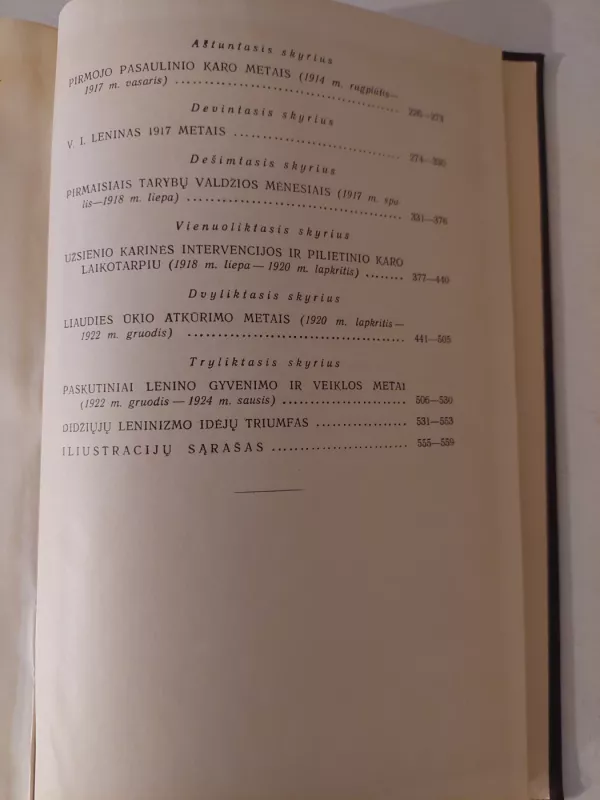 Aštuntasis skyrius
PIRMOJO PASAULINIO KARO METAIS (1914 m. rugpiūtis—
1917 m. vasaris) 226—273
Devintasis skyrius
V. I. LENINAS 1917 METAIS 274—330
Dešimtasis skyrius
PIRMAISIAIS TARYBŲ VALDŽIOS MĖNESIAIS (1917 m. spa
lis—1918 m. liepa) 331—376
Vienuoliktasis skyrius
UŽSIENIO KARINĖS INTERVENCIJOS IR PILIETINIO KARO
LAIKOTARPIU (1918 m. liepa — 1920 m. lapkritis) 377—440
Dvyliktasis skyrius
LIAUDIES ŪKIO ATKŪRIMO METAIS (1920 m. lapkritis —
1922 m. gruodis) 441—505
Tryliktasis skyrius
PASKUTINIAI LENINO GYVENIMO IR VEIKLOS METAI
(1922 m. gruodis — 1924 m. sausis) 506—530
DIDŽIŲJŲ LENINIZMO IDĖJŲ TRIUMFAS 531—553
ILIUSTRACIJŲ SĄRAŠAS 555—559